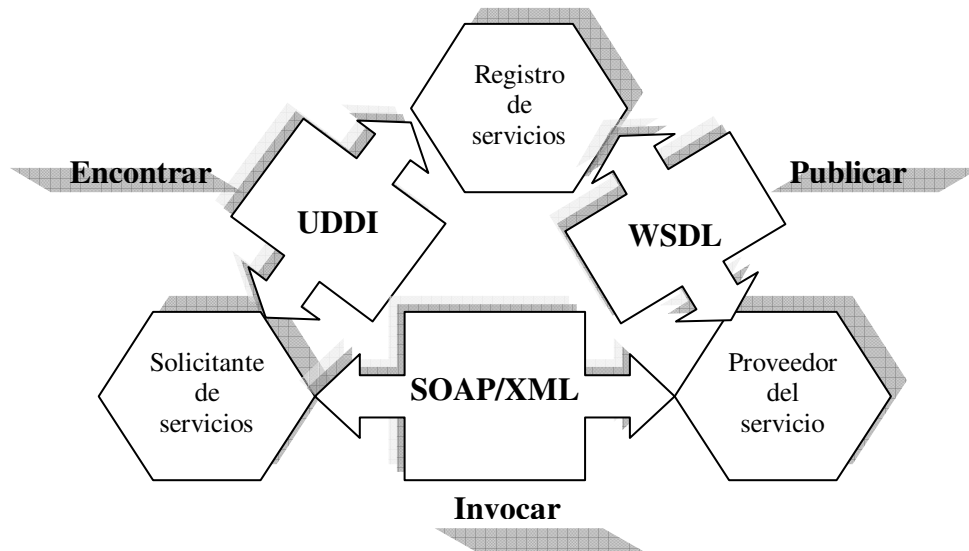 Registro
de
servicios
Encontrar
Publicar
UDDI
WSDL
Solicitante
de
servicios
SOAP/XML
Proveedor
del
servicio
Invocar